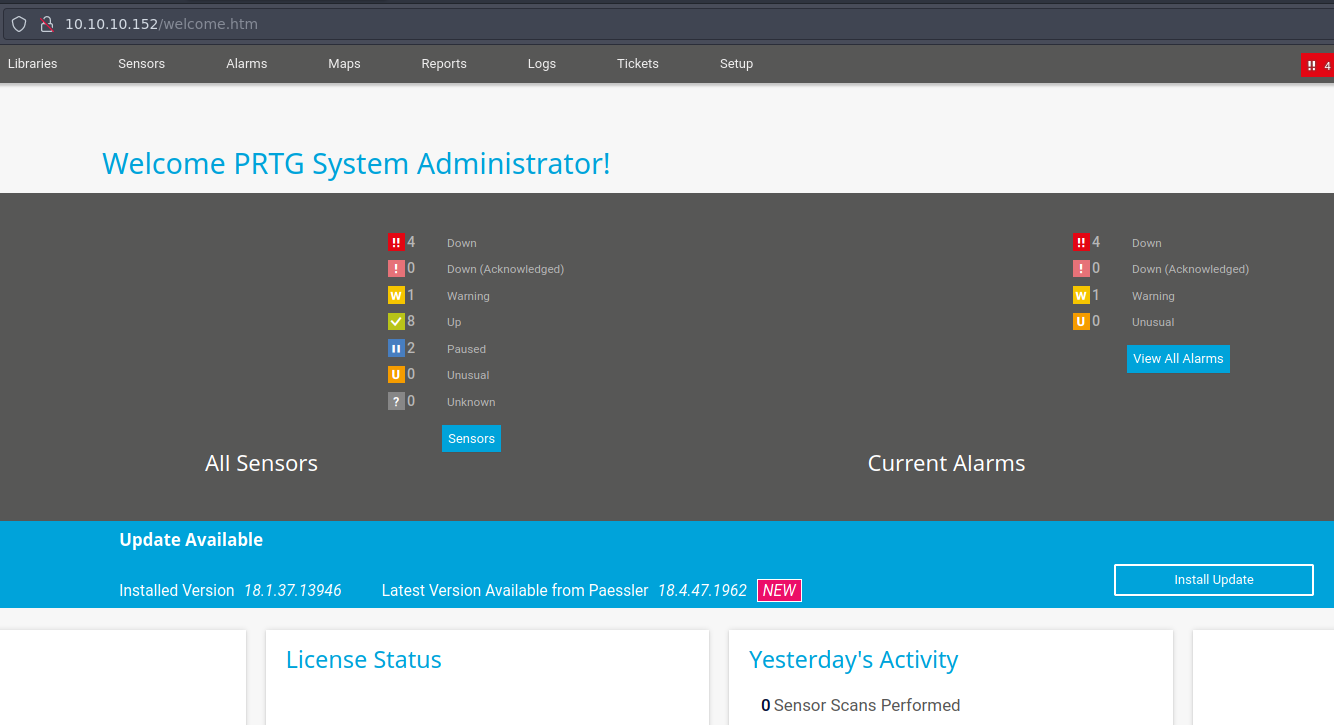 10.10.10.152/welcome.htm
Libraries Sensors Alarms Maps Reports Logs Tickets Setup !! 4
Welcome PRTG System Administrator!
!! 4 Down
! 0 Down (Acknowledged)
W 1 Warning
8 Up
2 Paused
U 0 Unusual
? 0 Unknown
Sensors
All Sensors
!! 4 Down
! 0 Down (Acknowledged)
W 1 Warning
U 0 Unusual
View All Alarms
Current Alarms
Update Available
Installed Version 18.1.37.13946 Latest Version Available from Paessler 18.4.47.1962 NEW
Install Update
License Status
Yesterday's Activity
0 Sensor Scans Performed